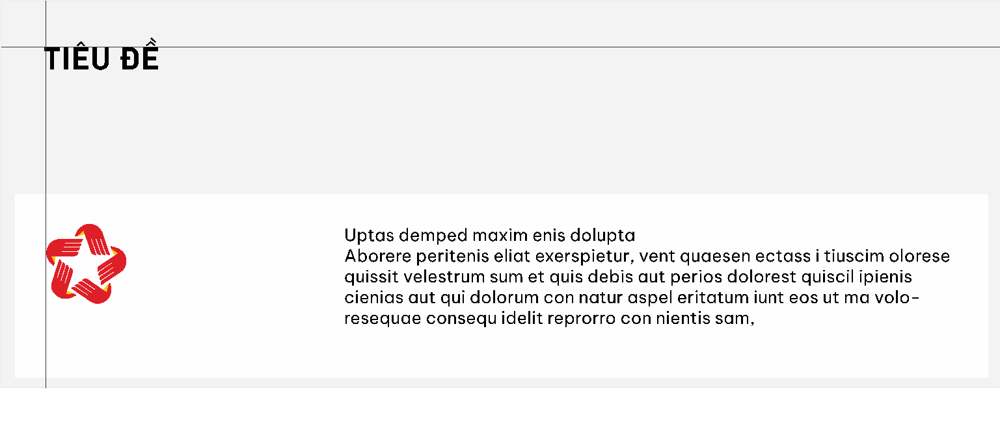 TIÊU ĐỀ
Uptas demped maxim enis dolupta
Aborere peritenis eliat exerspietur, vent quaesen ectass i tiuscim olorese
quissit velestrum sum et quis debis aut perios dolorest quiscil ipienis
cienias aut qui dolorum con natur aspel eritatum iunt eos ut ma volo-
resequae consequ idelit reprorro con nientis sam,